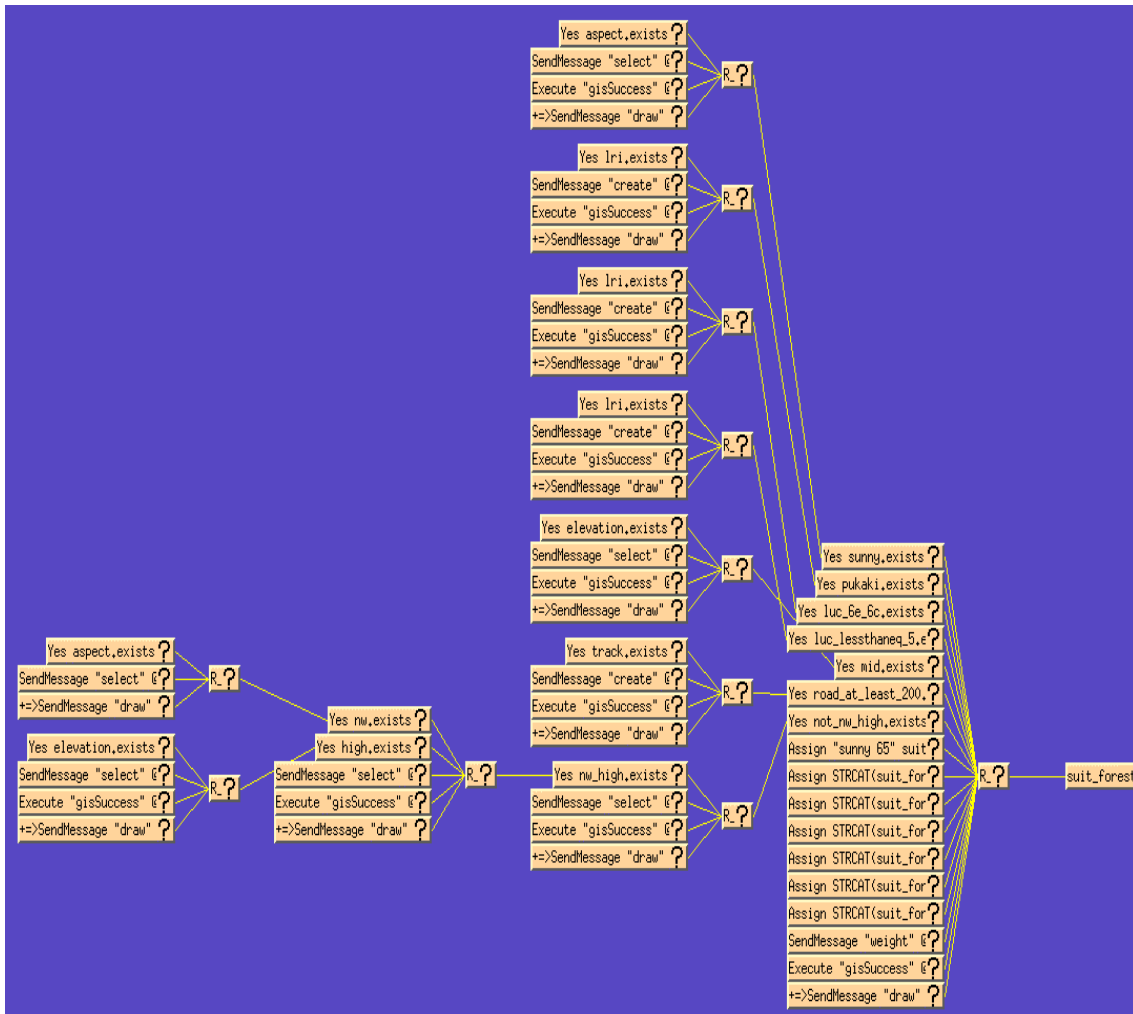 Yes aspect.exists ?
SendMessage "select" @ ?
Execute "gisSuccess" @ ?
+=>SendMessage "draw" ?
R_ ?
Yes lri.exists ?
SendMessage "create" @ ?
Execute "gisSuccess" @ ?
+=>SendMessage "draw" ?
R_ ?
Yes lri.exists ?
SendMessage "create" @ ?
Execute "gisSuccess" @ ?
+=>SendMessage "draw" ?
R_ ?
Yes lri.exists ?
SendMessage "create" @ ?
Execute "gisSuccess" @ ?
+=>SendMessage "draw" ?
R_ ?
Yes elevation.exists ?
SendMessage "select" @ ?
Execute "gisSuccess" @ ?
+=>SendMessage "draw" ?
R_ ?
Yes aspect.exists ?
SendMessage "select" @ ?
+=>SendMessage "draw" ?
R_ ?
Yes elevation.exists ?
SendMessage "select" @ ?
Execute "gisSuccess" @ ?
+=>SendMessage "draw" ?
R_ ?
Yes nw.exists ?
Yes high.exists ?
SendMessage "select" @ ?
Execute "gisSuccess" @ ?
+=>SendMessage "draw" ?
R_ ?
Yes track.exists ?
SendMessage "create" @ ?
Execute "gisSuccess" @ ?
+=>SendMessage "draw" ?
R_ ?
Yes nw_high.exists ?
SendMessage "select" @ ?
Execute "gisSuccess" @ ?
+=>SendMessage "draw" ?
R_ ?
Yes sunny.exists ?
Yes pukaki.exists ?
Yes luc_6e_6c.exists ?
Yes luc_lessthaneq_5.e ?
Yes mid.exists ?
Yes road_at_least_200. ?
Yes not_nw_high.exists ?
Assign "sunny 65" suit ?
Assign STRCAT(suit_for ?
Assign STRCAT(suit_for ?
Assign STRCAT(suit_for ?
Assign STRCAT(suit_for ?
Assign STRCAT(suit_for ?
Assign STRCAT(suit_for ?
SendMessage "weight" @ ?
Execute "gisSuccess" @ ?
+=>SendMessage "draw" ?
R_ ?
suit_forest